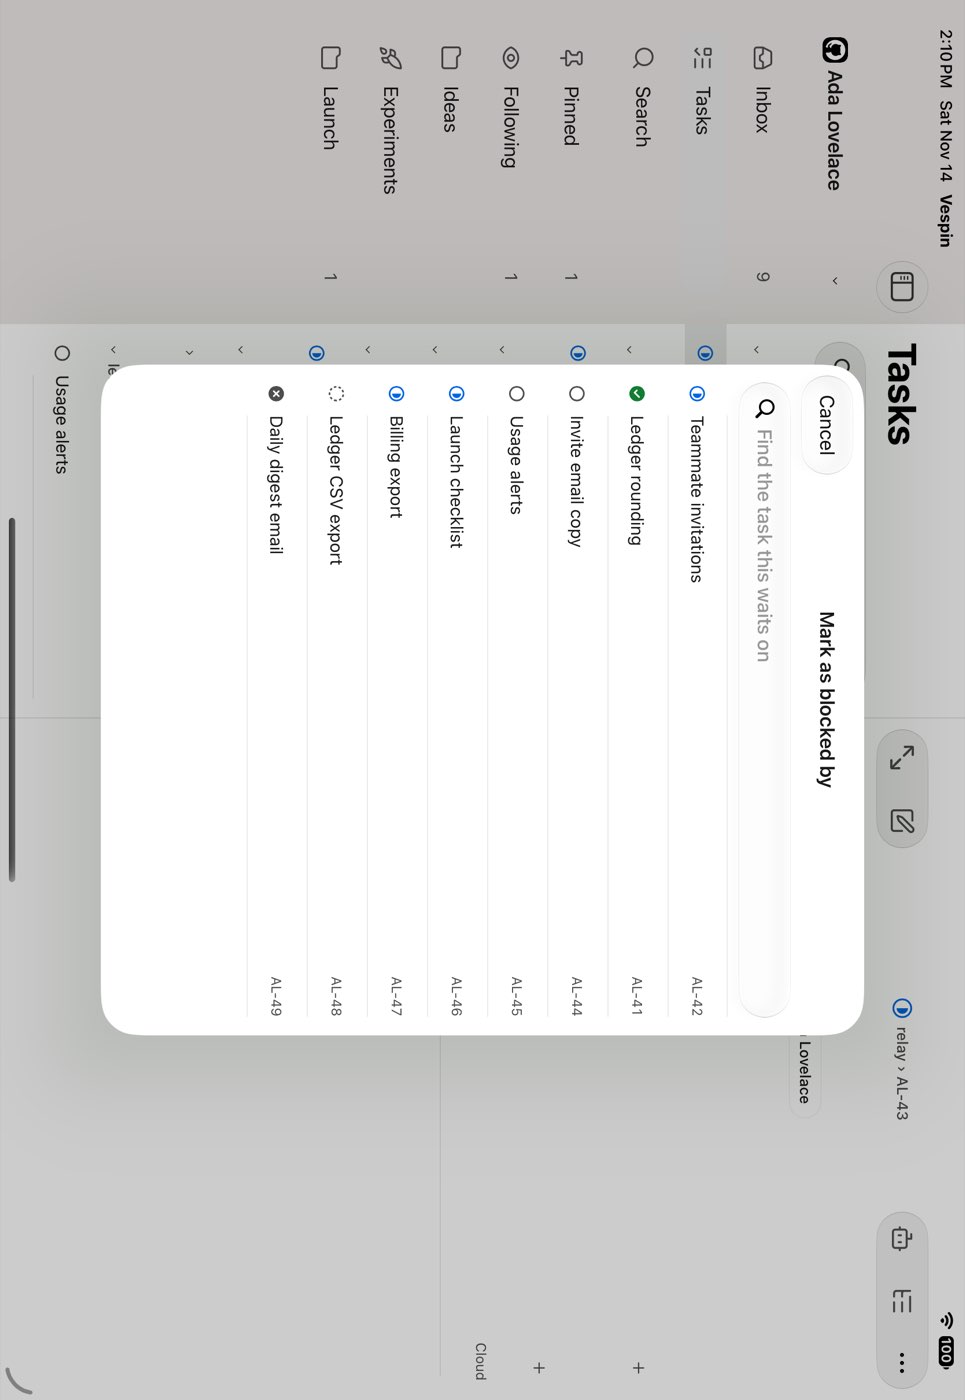 2:10 PM Sat Nov 14 Vespin
100
Tasks
relay › AL-43
Ada Lovelace
Inbox 9
Tasks
Search
Pinned 1
Following 1
Ideas
Experiments
Launch 1
Cancel
Mark as blocked by
Find the task this waits on
Teammate invitations AL-42
Ledger rounding AL-41
Invite email copy AL-44
Usage alerts AL-45
Launch checklist AL-46
Billing export AL-47
Ledger CSV export AL-48
Daily digest email AL-49
Lovelace
Cloud
Usage alerts